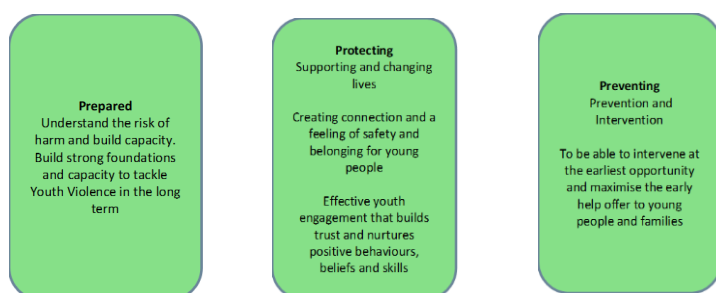 Prepared
Understand the risk of
harm and build capacity.
Build strong foundations
and capacity to tackle
Youth Violence in the long
term
Protecting
Supporting and changing
lives
Creating connection and a
feeling of safety and
belonging for young
people
Effective youth
engagement that builds
trust and nurtures
positive behaviours,
beliefs and skills
Preventing
Prevention and
Intervention
To be able to intervene at
the earliest opportunity
and maximise the early
help offer to young
people and families